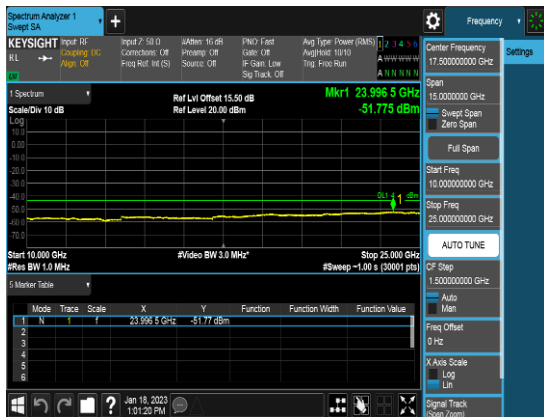 Spectrum Analyzer 1
Swept SA
+
Frequency
KEYSIGHT
Input: RF
Coupling: DC
Align: Off
Input Z: 50 Ω
Corrections: Off
Freq Ref: Int (S)
#Atten: 16 dB
Preamp: Off
Source: Off
PNO: Fast
Gate: Off
IF Gain: Low
Sig Track: Off
Avg Type: Power (RMS)
Avg|Hold: 10/10
Trig: Free Run
1 2 3 4 5 6
A W W W W W
A N N N N N
RL
1 Spectrum
Scale/Div 10 dB
Ref Lvl Offset 15.50 dB
Ref Level 20.00 dBm
Mkr1 23.996 5 GHz
-51.775 dBm
Log
10.0
0.00
-10.0
-20.0
-30.0
-40.0
-50.0
-60.0
-70.0
1
Start 10.000 GHz
#Video BW 3.0 MHz*
Stop 25.000 GHz
#Res BW 1.0 MHz
#Sweep ~1.00 s (30001 pts)
5 Marker Table
Mode Trace Scale X Y Function Function Width Function Value
1 N 1 f 23.996 5 GHz -51.77 dBm
2
3
4
5
6
Jan 18, 2023
1:01:20 PM
Center Frequency
17.500000000 GHz
Settings
Span
15.0000000 GHz
Swept Span
Zero Span
Full Span
Start Freq
10.000000000 GHz
Stop Freq
25.000000000 GHz
AUTO TUNE
CF Step
1.500000000 GHz
Auto
Man
Freq Offset
0 Hz
X Axis Scale
Log
Lin
Signal Track
(Span Zoom)